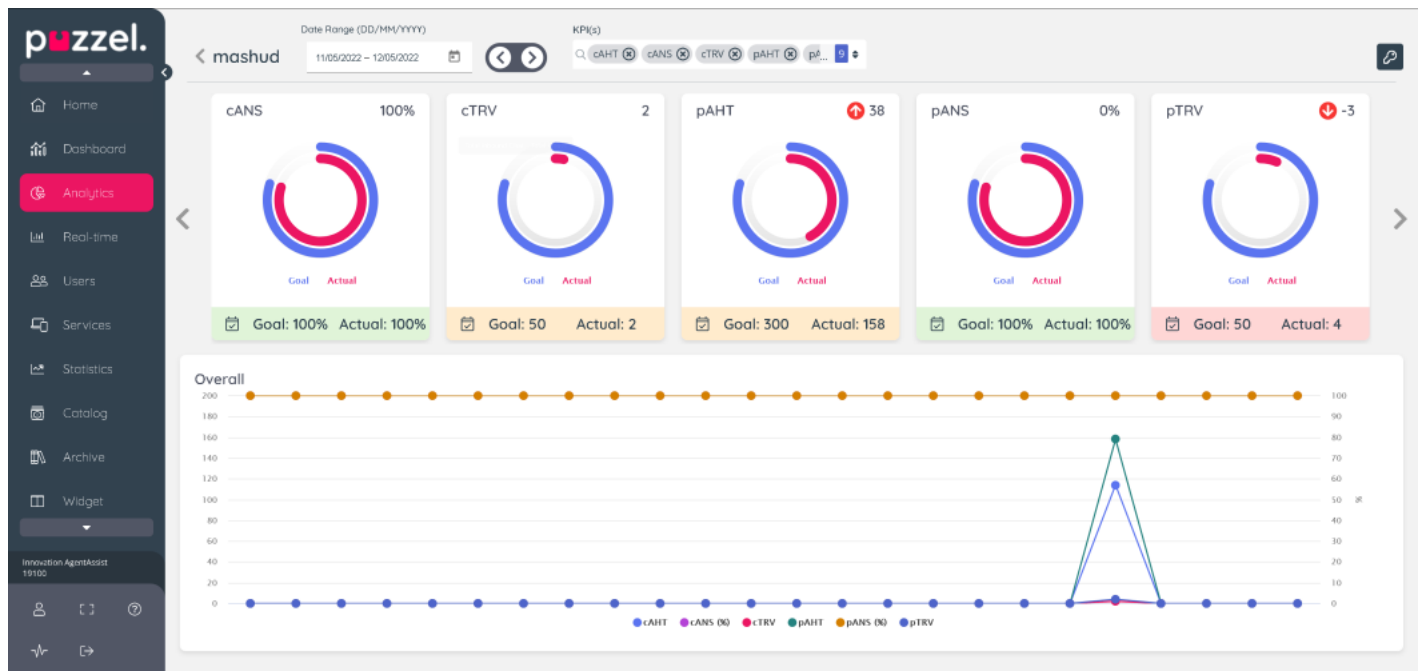 puzzel.
Home
Dashboard
Analytics
Real-time
Users
Services
Statistics
Catalog
Archive
Widget
Innovation AgentAssist
19100
mashud
Date Range (DD/MM/YYYY)
11/05/2022 – 12/05/2022
KPI(s)
cAHT cANS cTRV pAHT pA... 9
cANS 100%
Goal Actual
Goal: 100% Actual: 100%
cTRV 2
Goal Actual
Goal: 50 Actual: 2
pAHT 38
Goal Actual
Goal: 300 Actual: 158
pANS 0%
Goal Actual
Goal: 100% Actual: 100%
pTRV -3
Goal Actual
Goal: 50 Actual: 4
Overall
200 100
180 90
160 80
140 70
120 60
100 50 %
80 40
60 30
40 20
20 10
0 0
cAHT cANS (%) cTRV pAHT pANS (%) pTRV